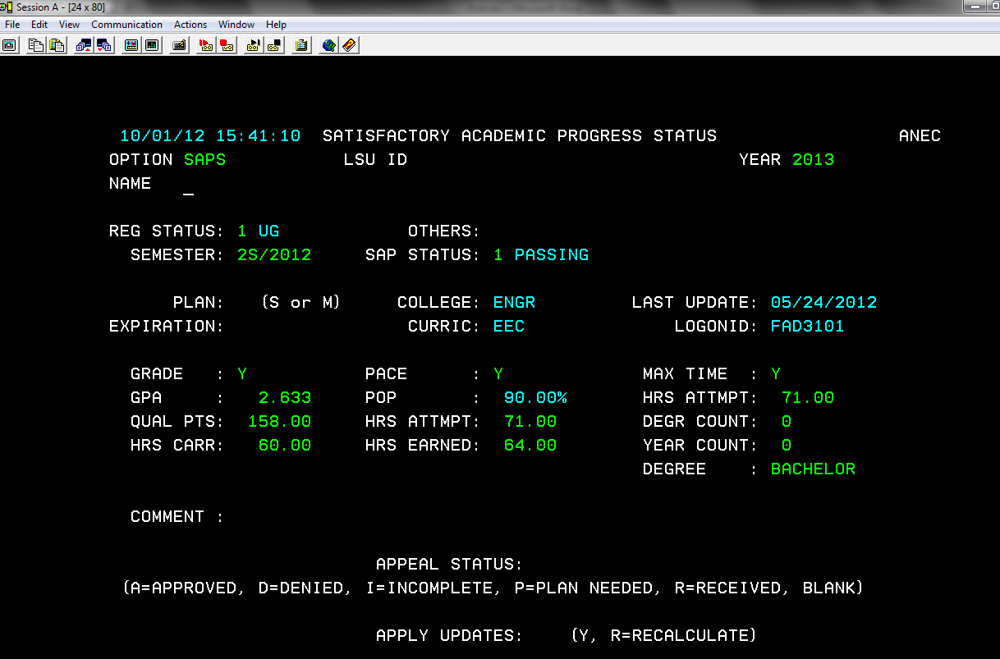 Session A - [24 x 80]
File Edit View Communication Actions Window Help
10/01/12 15:41:10 SATISFACTORY ACADEMIC PROGRESS STATUS ANEC
OPTION SAPS LSU ID YEAR 2013
NAME _
REG STATUS: 1 UG OTHERS:
SEMESTER: 2S/2012 SAP STATUS: 1 PASSING
PLAN: (S or M) COLLEGE: ENGR LAST UPDATE: 05/24/2012
EXPIRATION: CURRIC: EEC LOGONID: FAD3101
GRADE : Y PACE : Y MAX TIME : Y
GPA : 2.633 POP : 90.00% HRS ATTMPT: 71.00
QUAL PTS: 158.00 HRS ATTMPT: 71.00 DEGR COUNT: 0
HRS CARR: 60.00 HRS EARNED: 64.00 YEAR COUNT: 0
DEGREE : BACHELOR
COMMENT :
APPEAL STATUS:
(A=APPROVED, D=DENIED, I=INCOMPLETE, P=PLAN NEEDED, R=RECEIVED, BLANK)
APPLY UPDATES: (Y, R=RECALCULATE)